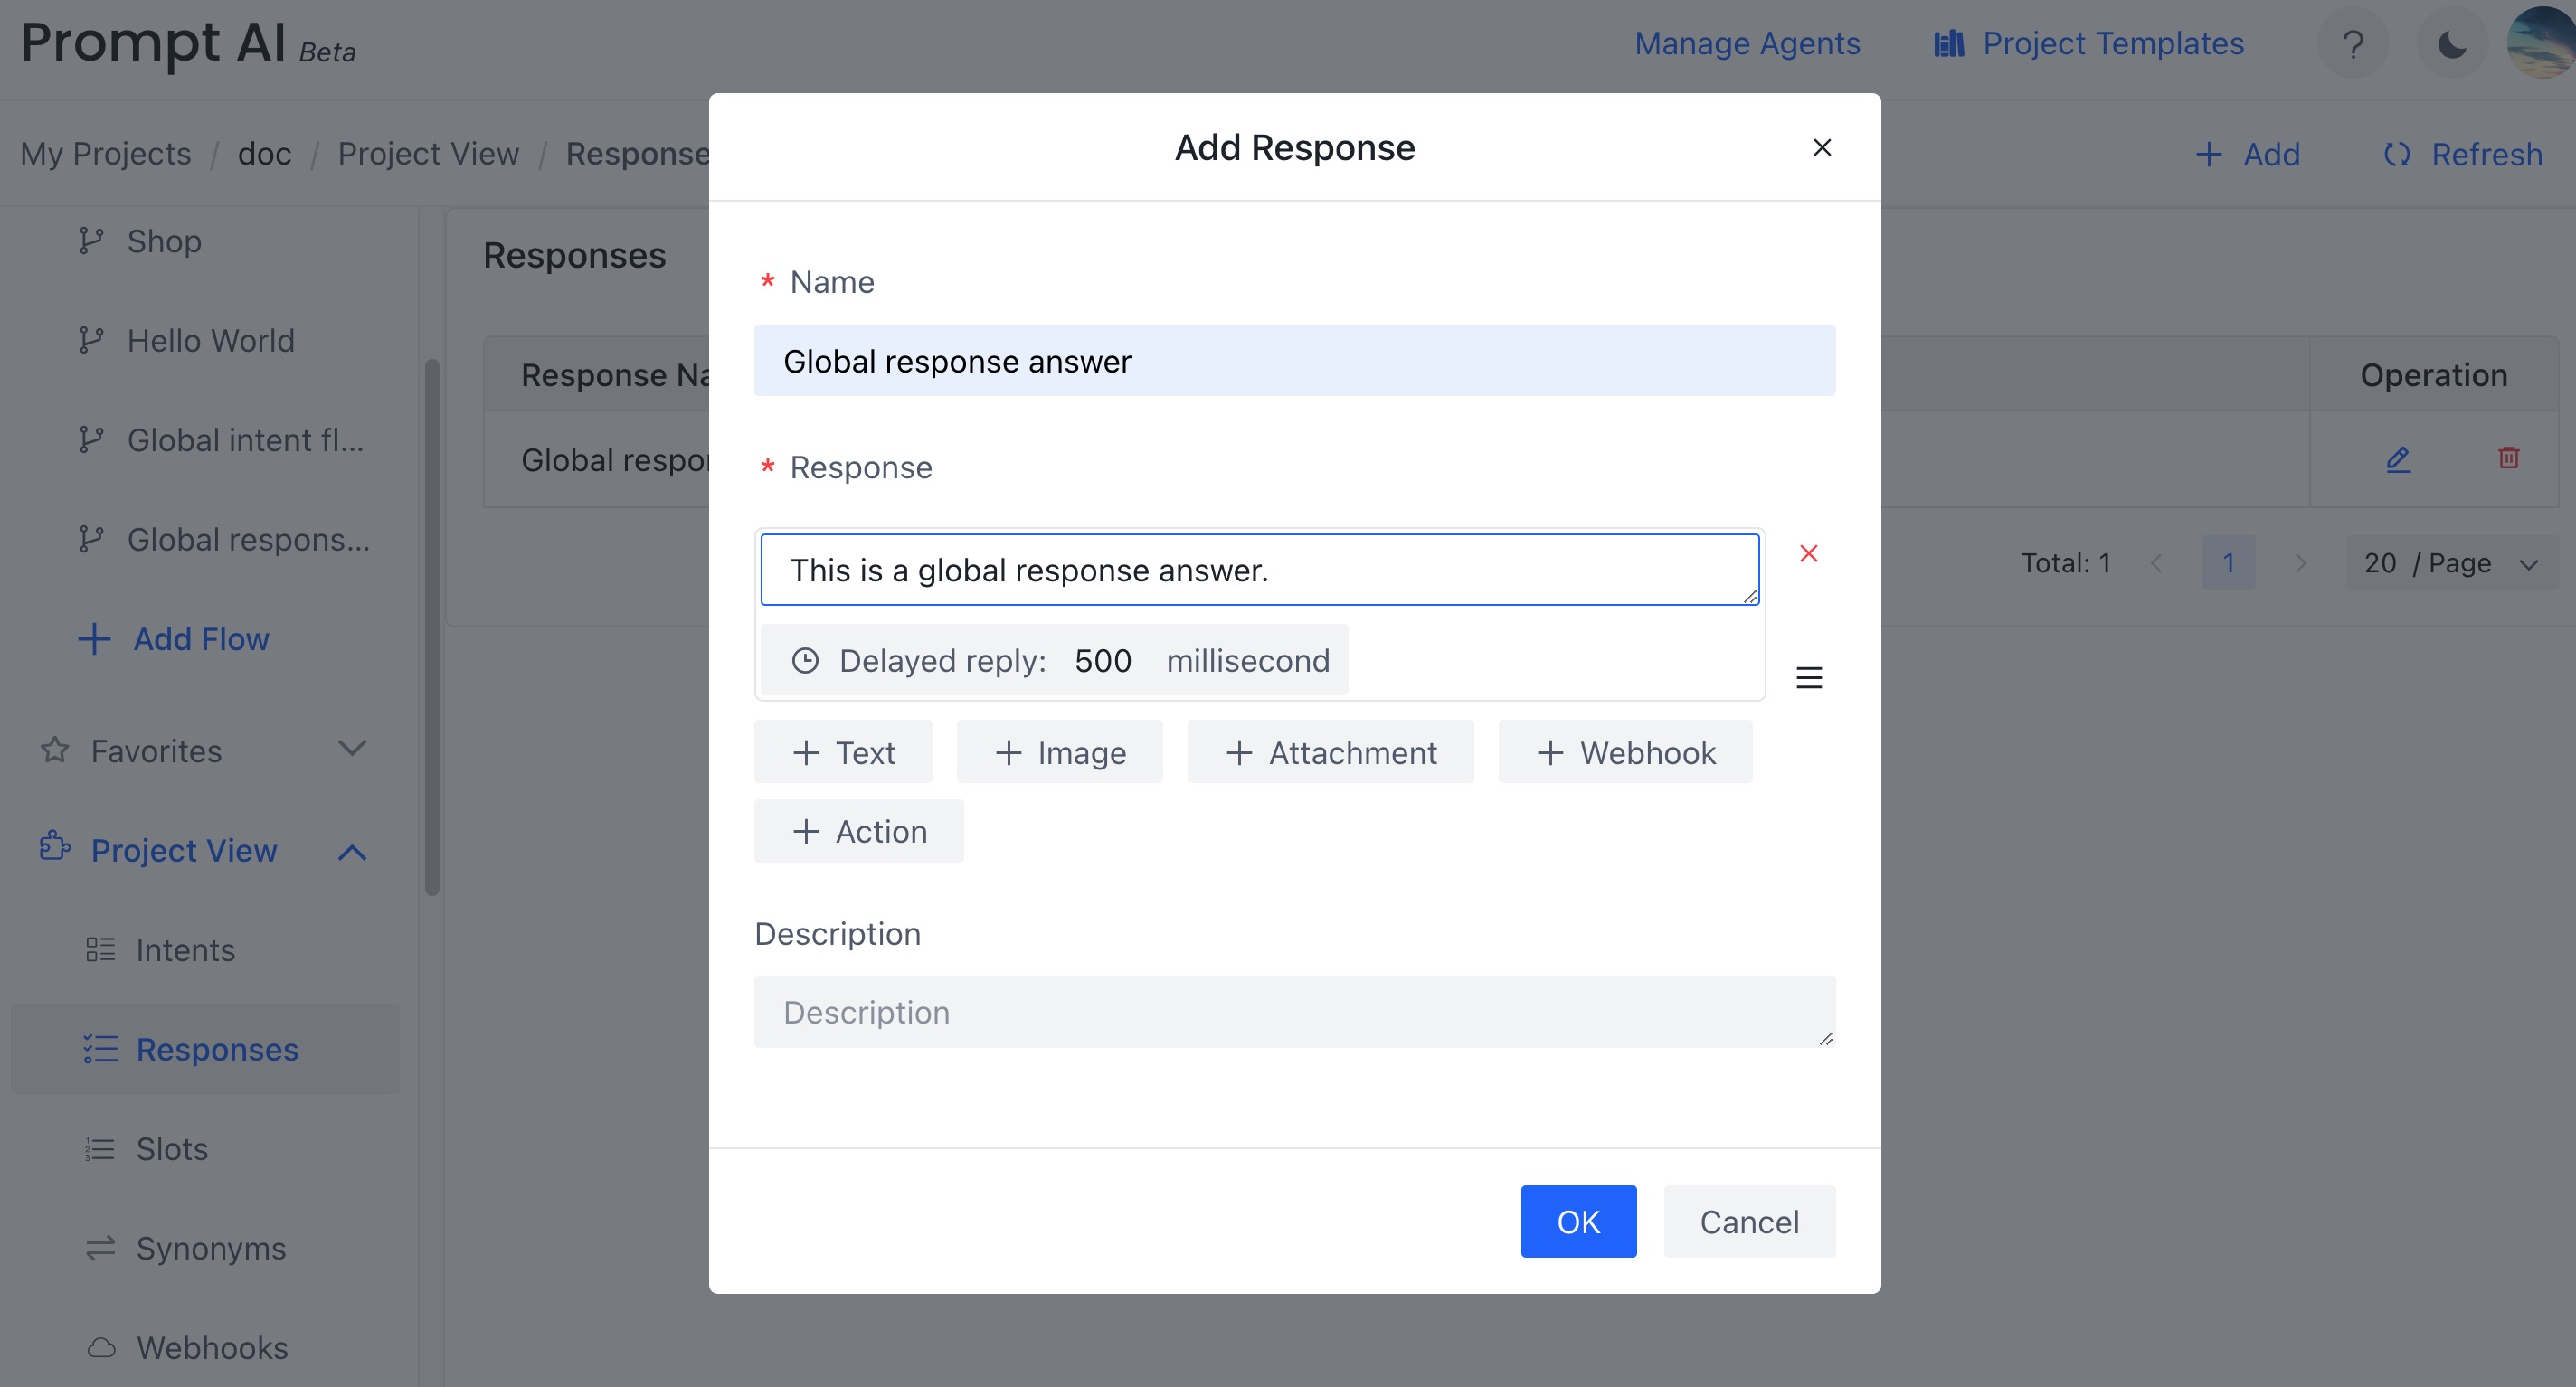 Prompt AI Beta
Manage Agents
Project Templates
?
My Projects / doc / Project View / Response
+ Add
Refresh
Shop
Hello World
Global intent fl...
Global respons...
+ Add Flow
Favorites
Project View
Intents
Responses
Slots
Synonyms
Webhooks
Responses
Response Na
Operation
Global respo
Total: 1
1
20 / Page
Add Response
* Name
Global response answer
* Response
This is a global response answer.
Delayed reply: 500 millisecond
+ Text
+ Image
+ Attachment
+ Webhook
+ Action
Description
Description
OK
Cancel